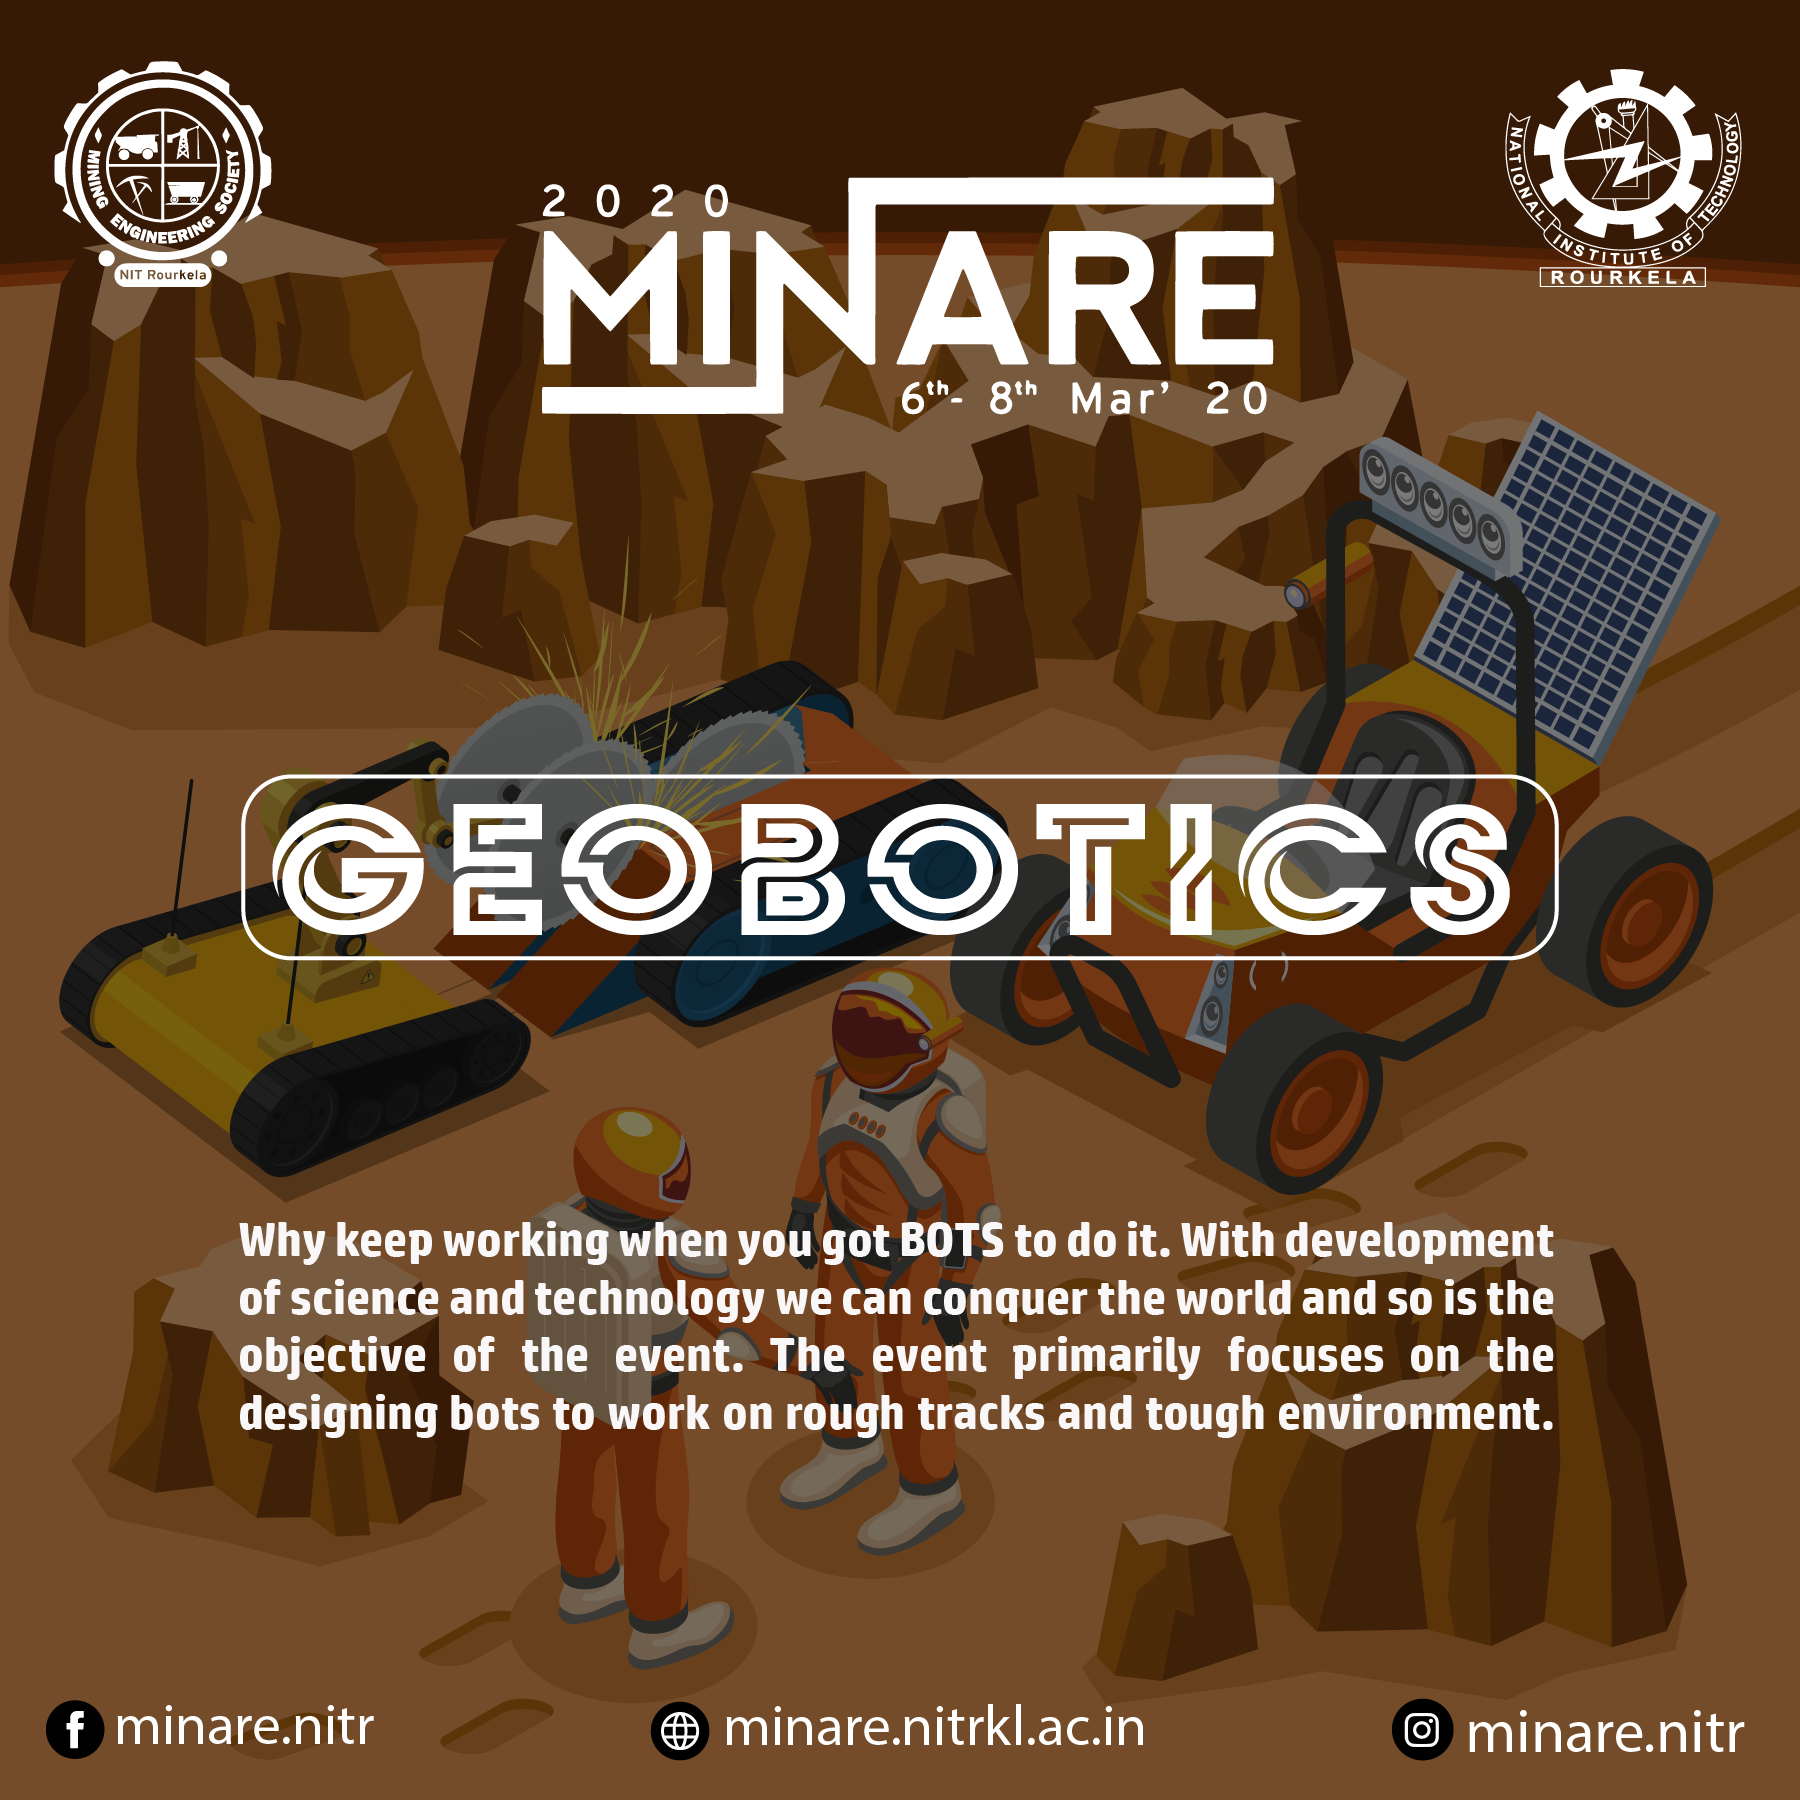 MINING ENGINEERING SOCIETY
NIT Rourkela
NATIONAL INSTITUTE OF TECHNOLOGY
ROURKELA
2020
MINARE
6th- 8th Mar' 20
GEOBOTICS
Why keep working when you got BOTS to do it. With development
of science and technology we can conquer the world and so is the
objective of the event. The event primarily focuses on the
designing bots to work on rough tracks and tough environment.
minare.nitr
minare.nitrkl.ac.in
minare.nitr